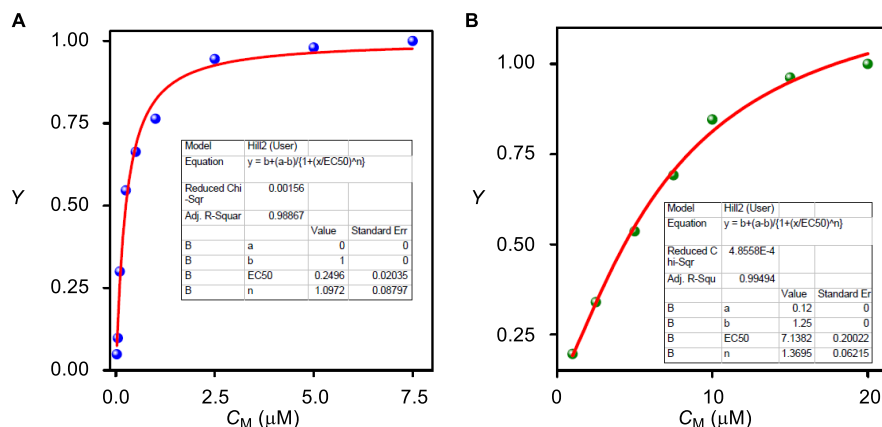 A
1.00
0.75
0.50
0.25
0.00
Y
0.0 2.5 5.0 7.5
C_M (μM)
Model Hill2 (User)
Equation y = b+(a-b)/{1+(x/EC50)^n}
Reduced Chi
-Sqr 0.00156
Adj. R-Squar 0.98867
Value Standard Err
B a 0 0
B b 1 0
B EC50 0.2496 0.02035
B n 1.0972 0.08797
B
1.00
0.75
0.50
0.25
Y
0 10 20
C_M (μM)
Model Hill2 (User)
Equation y = b+(a-b)/{1+(x/EC50)^n}
Reduced C
hi-Sqr 4.8558E-4
Adj. R-Squ 0.99494
Value Standard Er
B a 0.12 0
B b 1.25 0
B EC50 7.1382 0.20022
B n 1.3695 0.06215